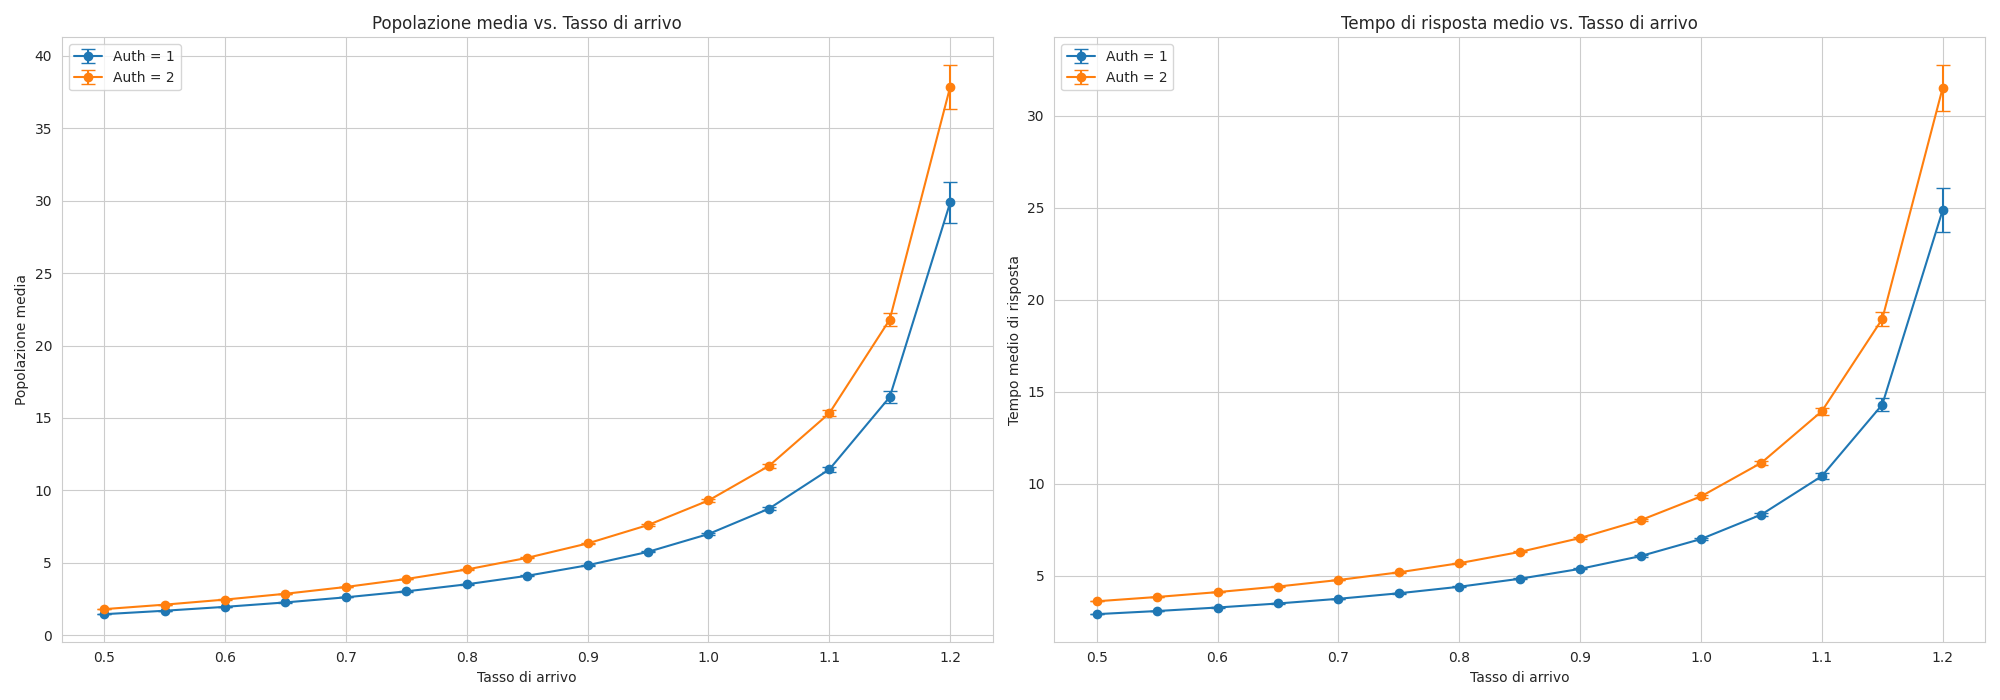 Popolazione media vs. Tasso di arrivo
Auth = 1
Auth = 2
Popolazione media
40
35
30
25
20
15
10
5
0
0.5 0.6 0.7 0.8 0.9 1.0 1.1 1.2
Tasso di arrivo
Tempo di risposta medio vs. Tasso di arrivo
Auth = 1
Auth = 2
Tempo medio di risposta
30
25
20
15
10
5
0.5 0.6 0.7 0.8 0.9 1.0 1.1 1.2
Tasso di arrivo